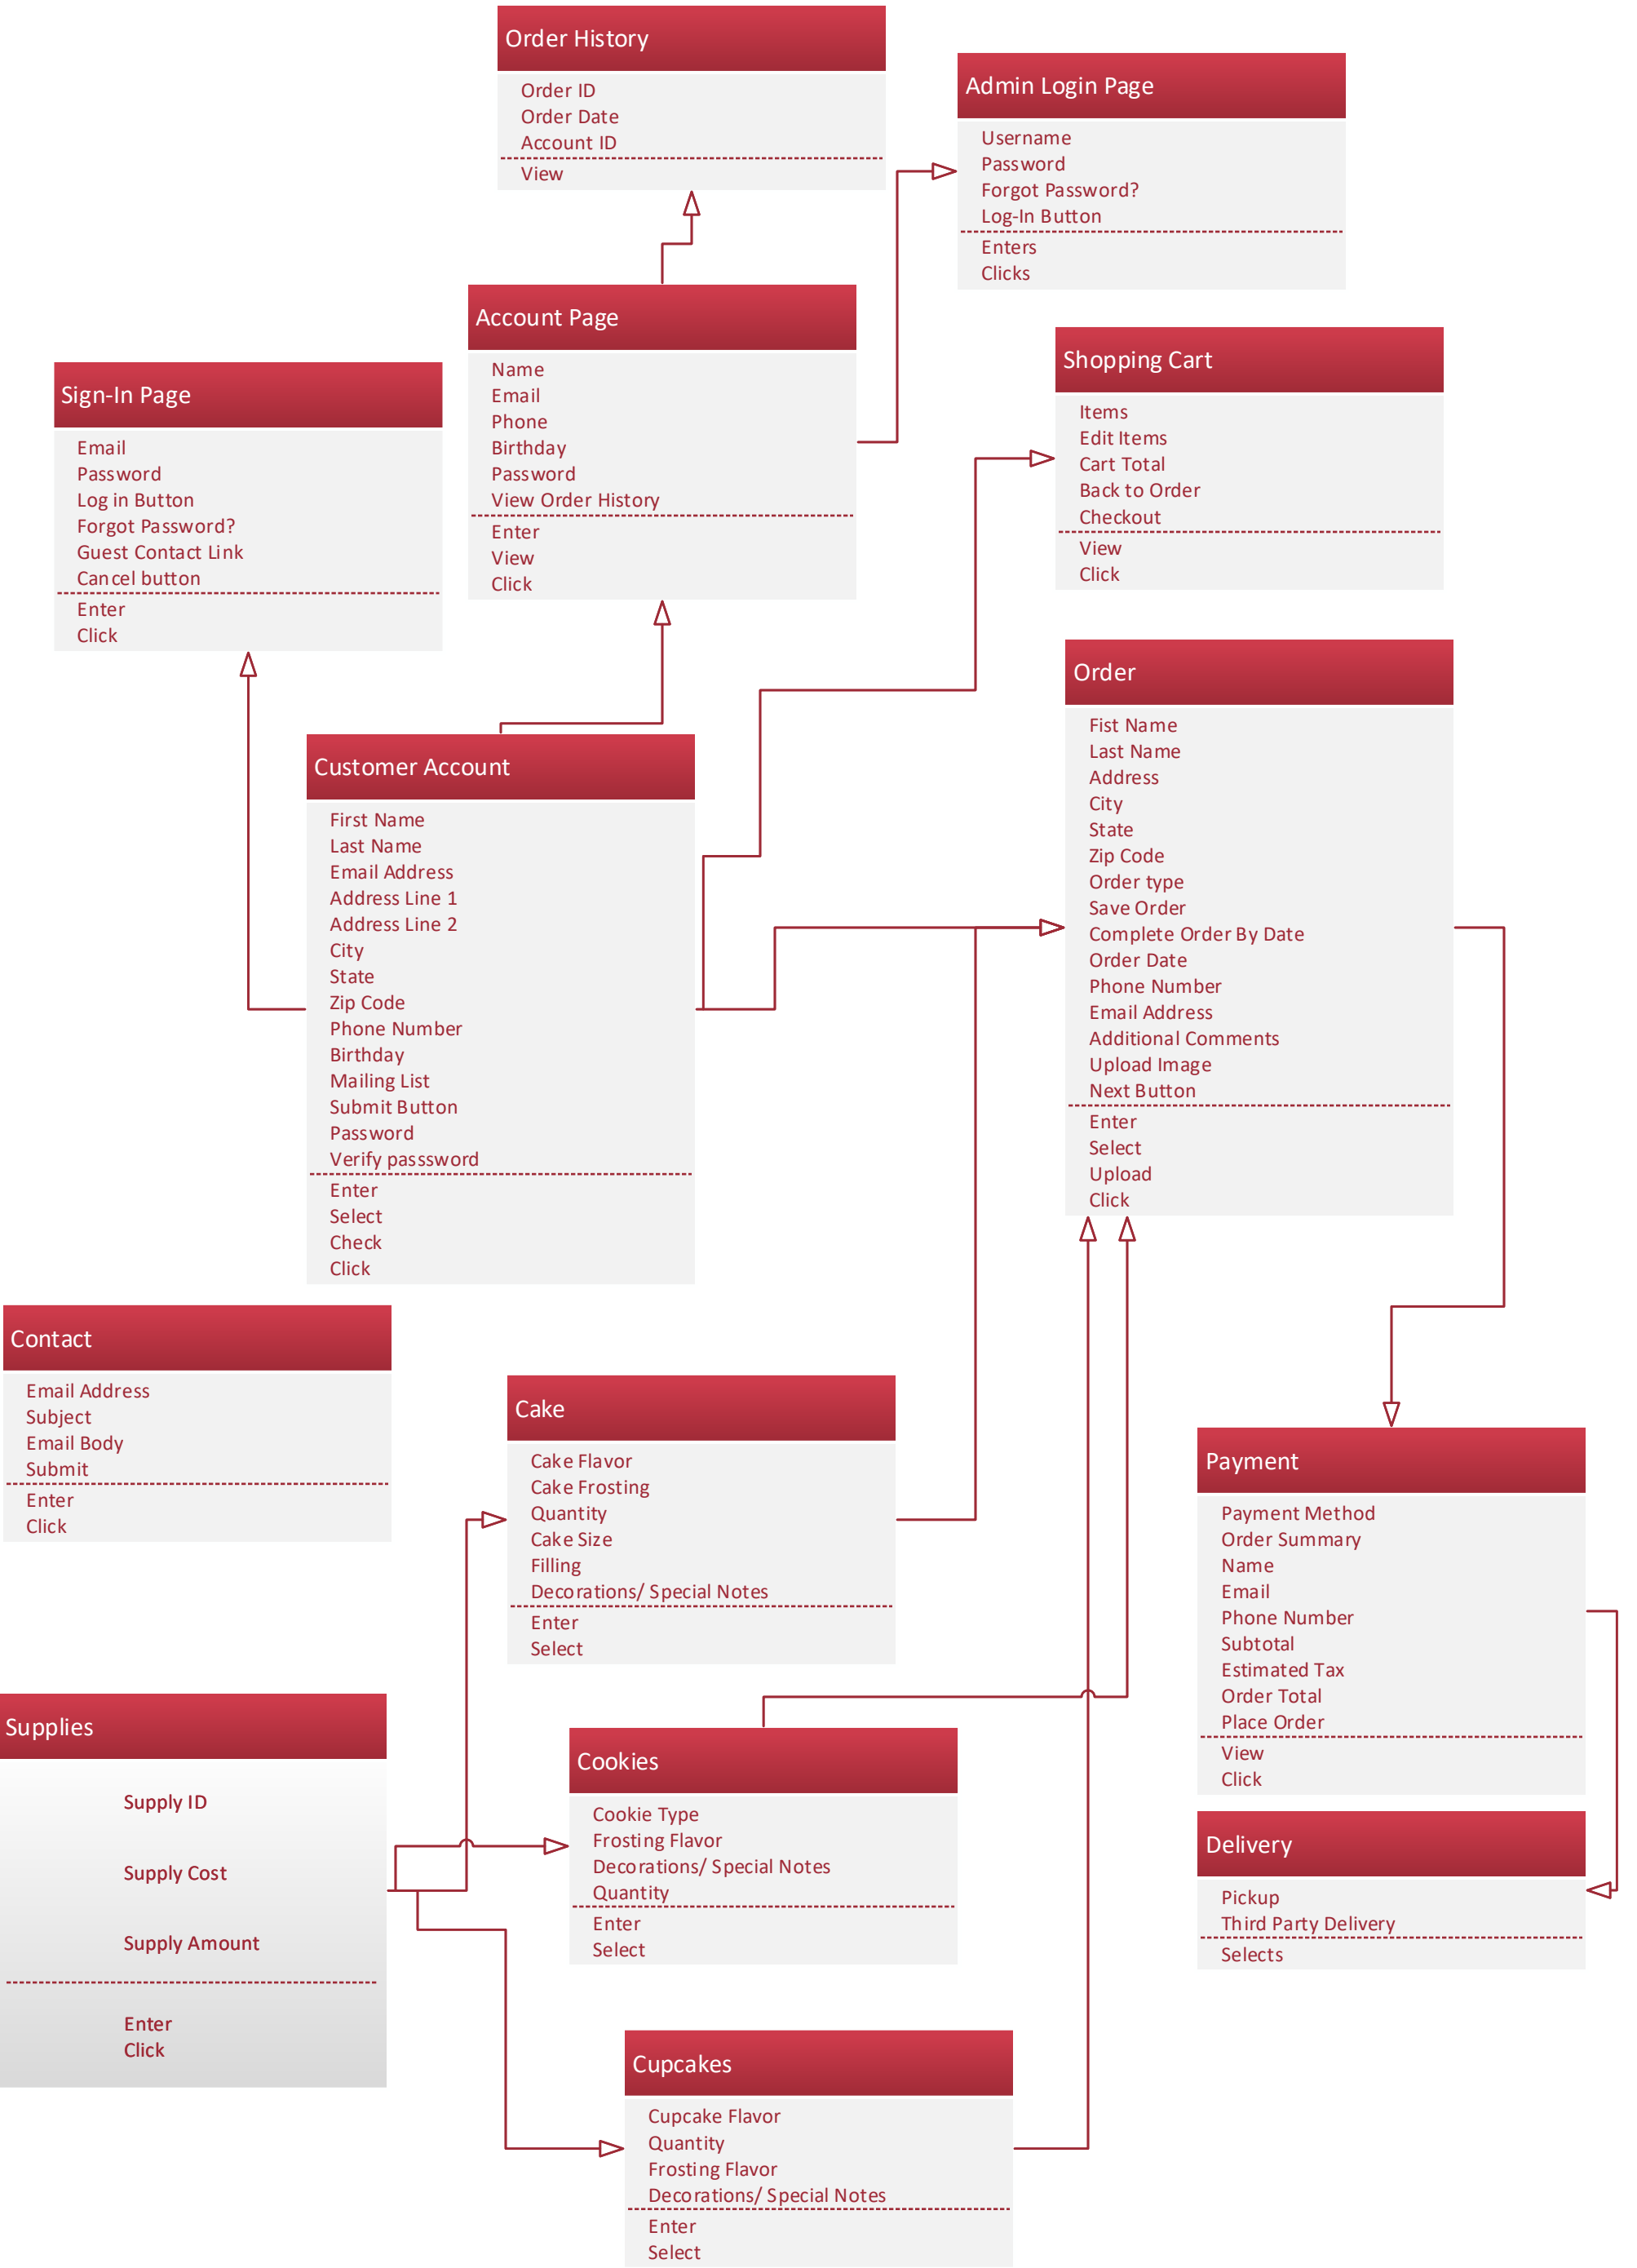 Order History
Order ID
Order Date
Account ID
View
Admin Login Page
Username
Password
Forgot Password?
Log-In Button
Enters
Clicks
Account Page
Name
Email
Phone
Birthday
Password
View Order History
Enter
View
Click
Shopping Cart
Items
Edit Items
Cart Total
Back to Order
Checkout
View
Click
Sign-In Page
Email
Password
Log in Button
Forgot Password?
Guest Contact Link
Cancel button
Enter
Click
Order
Fist Name
Last Name
Address
City
State
Zip Code
Order type
Save Order
Complete Order By Date
Order Date
Phone Number
Email Address
Additional Comments
Upload Image
Next Button
Enter
Select
Upload
Click
Customer Account
First Name
Last Name
Email Address
Address Line 1
Address Line 2
City
State
Zip Code
Phone Number
Birthday
Mailing List
Submit Button
Password
Verify passsword
Enter
Select
Check
Click
Contact
Email Address
Subject
Email Body
Submit
Enter
Click
Cake
Cake Flavor
Cake Frosting
Quantity
Cake Size
Filling
Decorations/ Special Notes
Enter
Select
Payment
Payment Method
Order Summary
Name
Email
Phone Number
Subtotal
Estimated Tax
Order Total
Place Order
View
Click
Supplies
Supply ID
Supply Cost
Supply Amount
Enter
Click
Cookies
Cookie Type
Frosting Flavor
Decorations/ Special Notes
Quantity
Enter
Select
Delivery
Pickup
Third Party Delivery
Selects
Cupcakes
Cupcake Flavor
Quantity
Frosting Flavor
Decorations/ Special Notes
Enter
Select